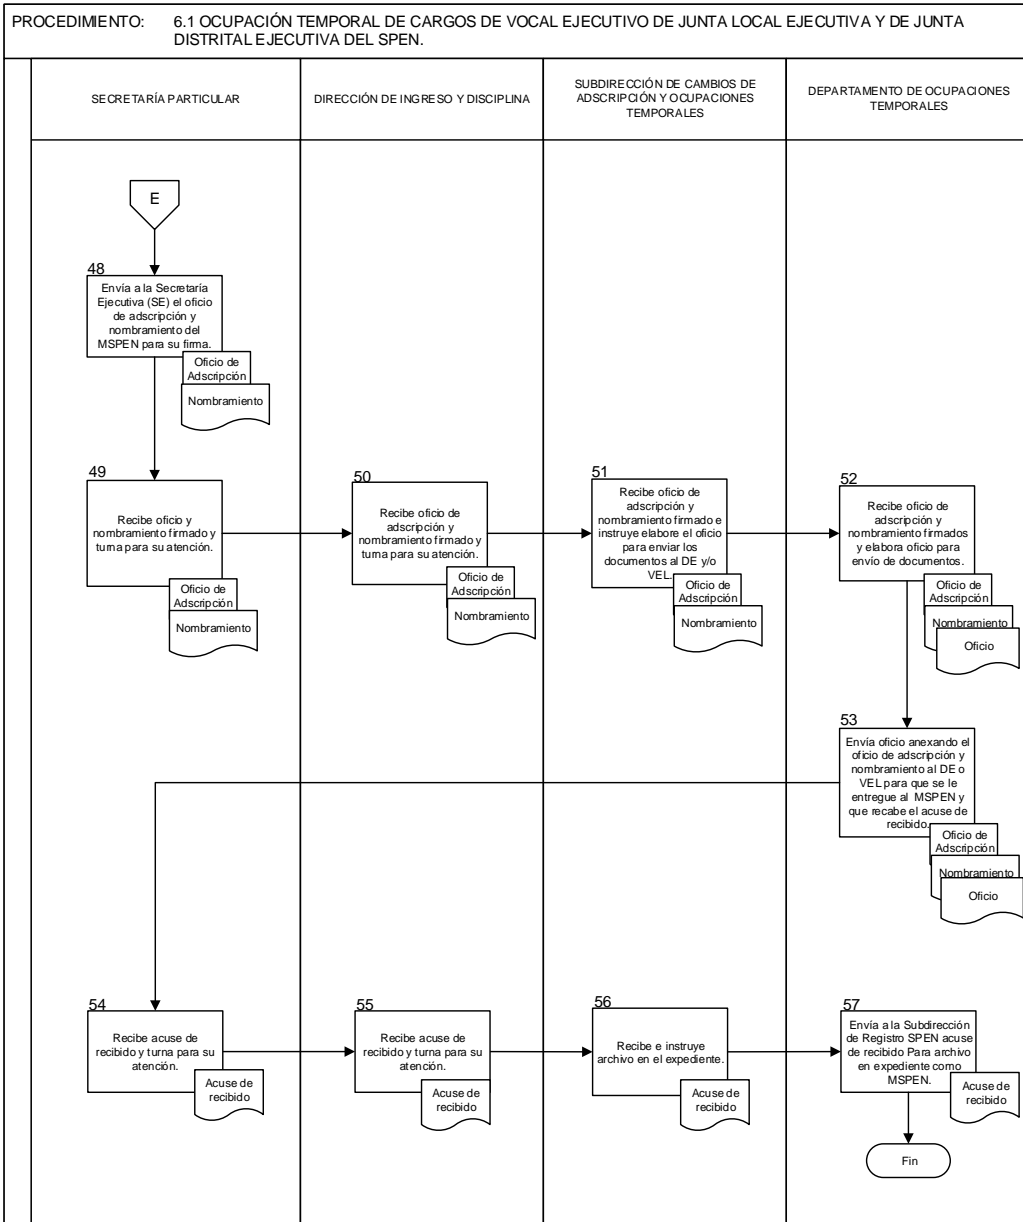 PROCEDIMIENTO: 6.1 OCUPACIÓN TEMPORAL DE CARGOS DE VOCAL EJECUTIVO DE JUNTA LOCAL EJECUTIVA Y DE JUNTA
DISTRITAL EJECUTIVA DEL SPEN.
SECRETARÍA PARTICULAR
DIRECCIÓN DE INGRESO Y DISCIPLINA
SUBDIRECCIÓN DE CAMBIOS DE
ADSCRIPCIÓN Y OCUPACIONES
TEMPORALES
DEPARTAMENTO DE OCUPACIONES
TEMPORALES
E
48
Envía a la Secretaría
Ejecutiva (SE) el oficio
de adscripción y
nombramiento del
MSPEN para su firma.
Oficio de
Adscripción
Nombramiento
49
Recibe oficio y
nombramiento firmado y
turna para su atención.
Oficio de
Adscripción
Nombramiento
50
Recibe oficio de
adscripción y
nombramiento firmado y
turna para su atención.
Oficio de
Adscripción
Nombramiento
51
Recibe oficio de
adscripción y
nombramiento firmado e
instruye elabore el oficio
para enviar los
documentos al DE y/o
VEL.
Oficio de
Adscripción
Nombramiento
52
Recibe oficio de
adscripción y
nombramiento firmados
y elabora oficio para
envío de documentos.
Oficio de
Adscripción
Nombramiento
Oficio
53
Envía oficio anexando el
oficio de adscripción y
nombramiento al DE o
VEL para que se le
entregue al MSPEN y
que recabe el acuse de
recibido.
Oficio de
Adscripción
Nombramiento
Oficio
54
Recibe acuse de
recibido y turna para su
atención.
Acuse de
recibido
55
Recibe acuse de
recibido y turna para su
atención.
Acuse de
recibido
56
Recibe e instruye
archivo en el expediente.
Acuse de
recibido
57
Envía a la Subdirección
de Registro SPEN acuse
de recibido Para archivo
en expediente como
MSPEN.
Acuse de
recibido
Fin